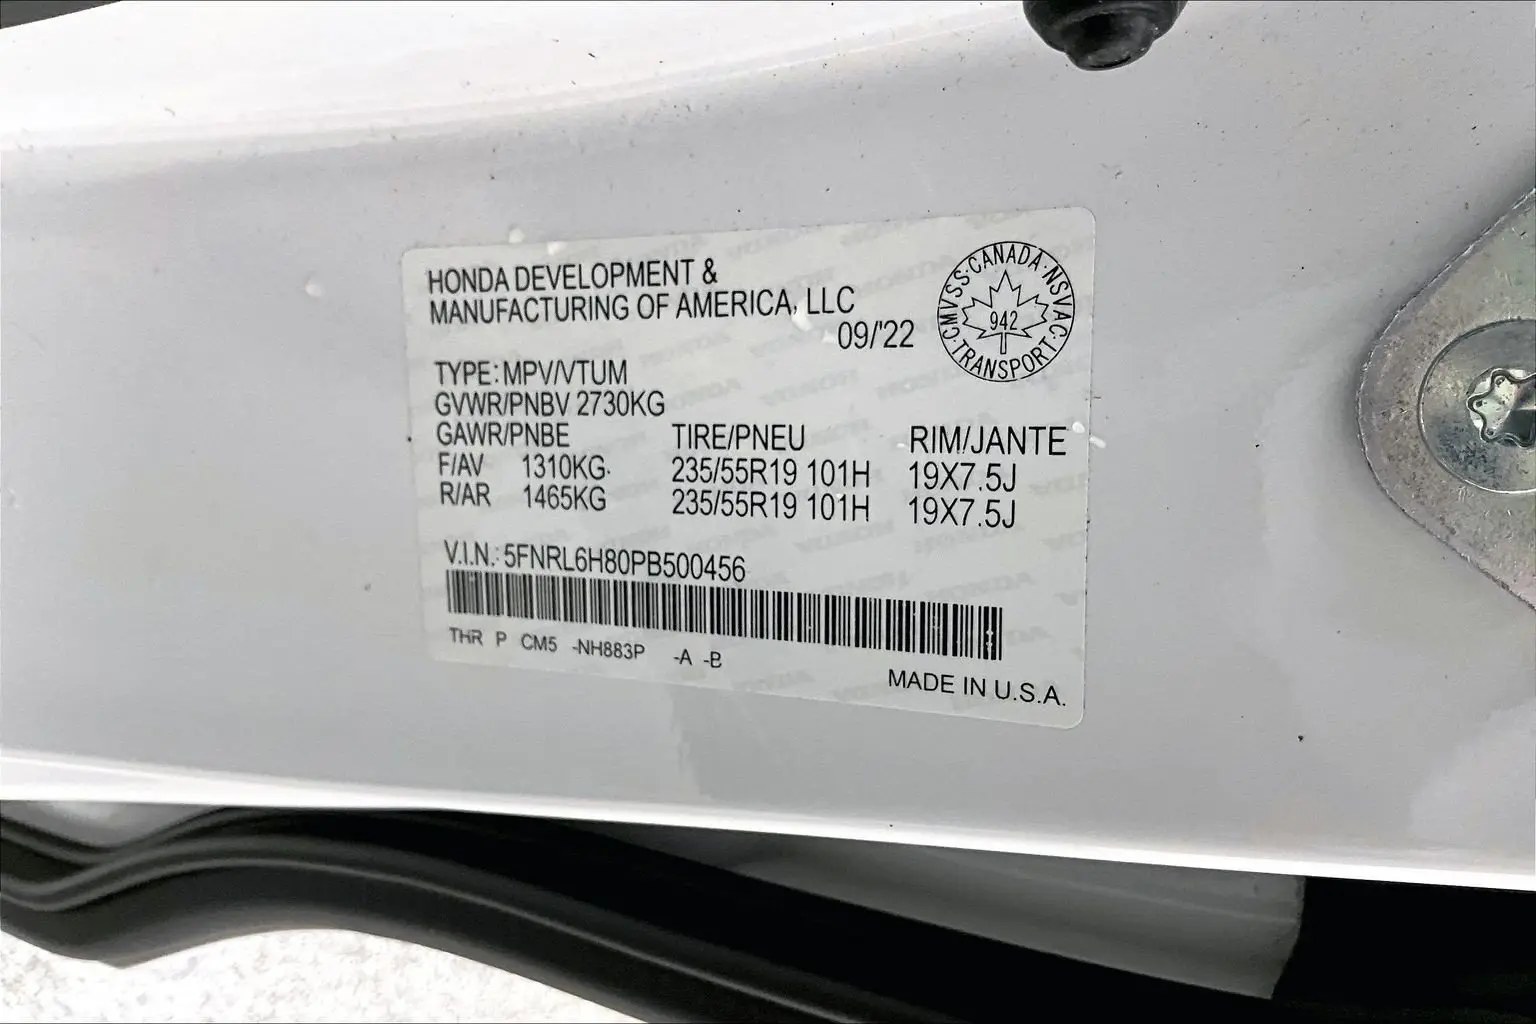 HONDA DEVELOPMENT &
MANUFACTURING OF AMERICA, LLC
09/'22
CMVSS·CANADA·NSVAC·TRANSPORT·
942
TYPE: MPV/VTUM
GVWR/PNBV 2730KG
GAWR/PNBE TIRE/PNEU RIM/JANTE
F/AV 1310KG 235/55R19 101H 19X7.5J
R/AR 1465KG 235/55R19 101H 19X7.5J
V.I.N.: 5FNRL6H80PB500456
THR P CM5 -NH883P -A -B
MADE IN U.S.A.